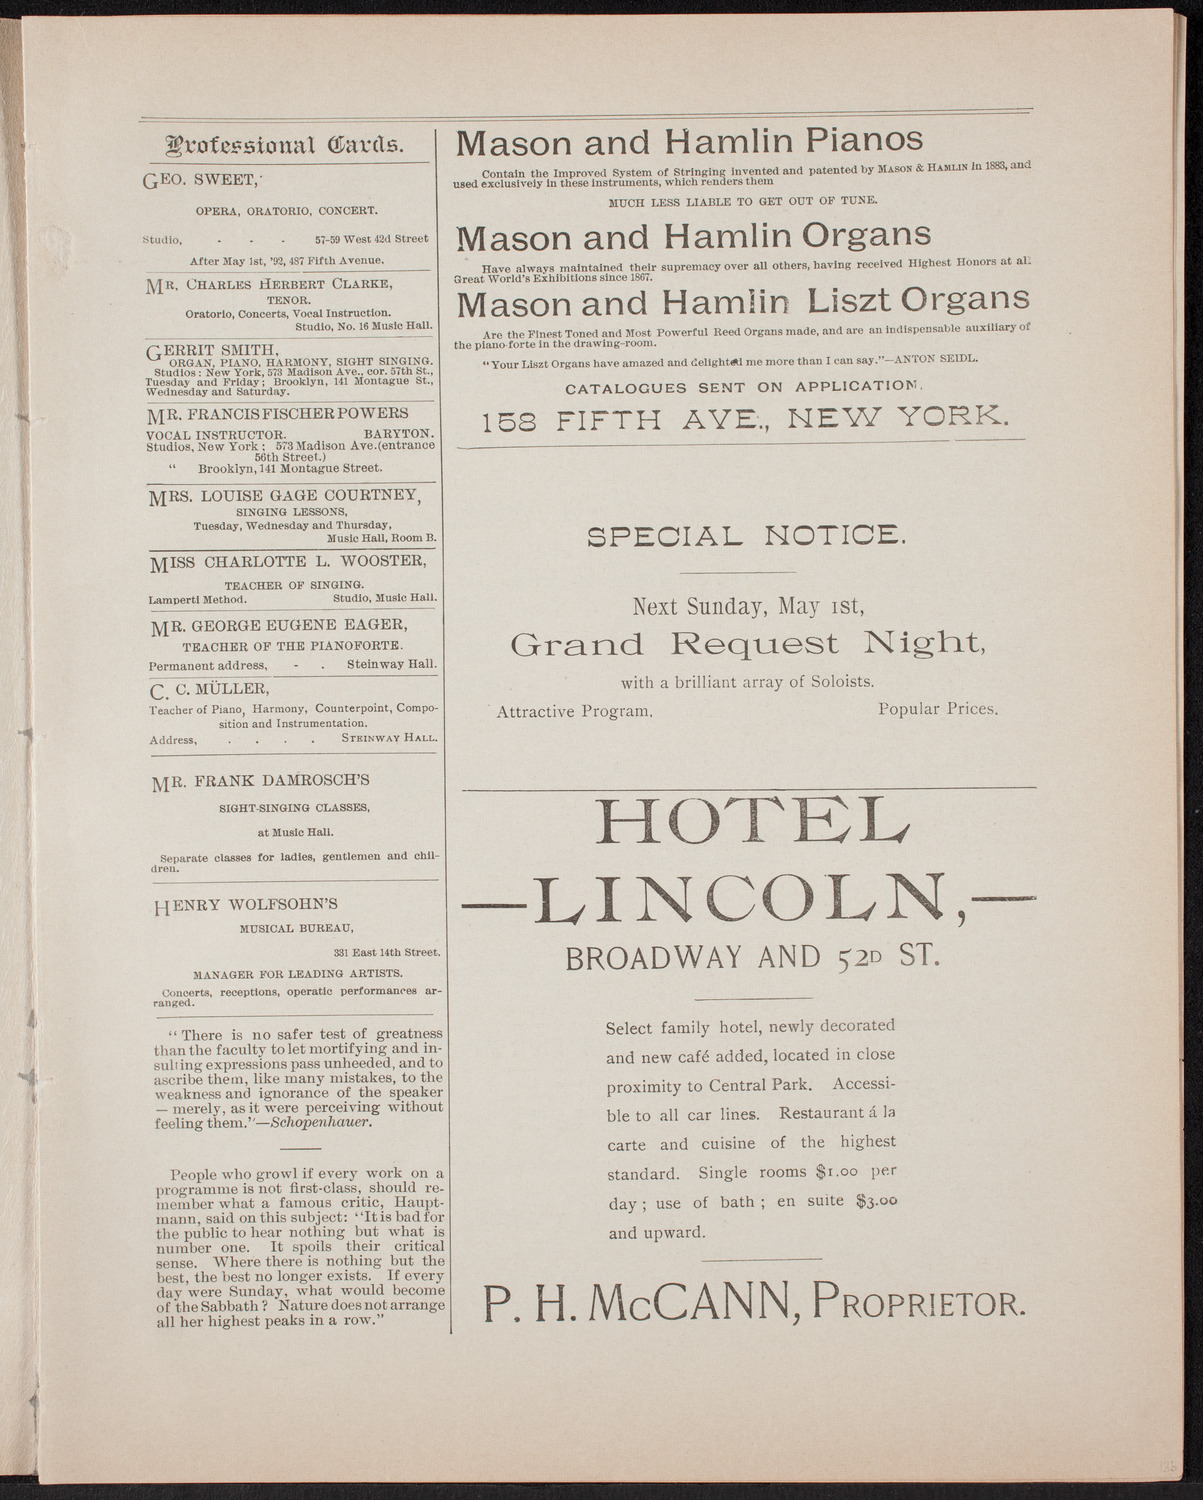 Professional Cards.
GEO. SWEET,
OPERA, ORATORIO, CONCERT.
Studio, - - - 57-59 West 42d Street
After May 1st, '92, 487 Fifth Avenue.
MR. CHARLES HERBERT CLARKE,
TENOR.
Oratorio, Concerts, Vocal Instruction.
Studio, No. 16 Music Hall.
GERRIT SMITH,
ORGAN, PIANO, HARMONY, SIGHT SINGING.
Studios: New York, 573 Madison Ave., cor. 57th St.,
Tuesday and Friday; Brooklyn, 141 Montague St.,
Wednesday and Saturday.
MR. FRANCIS FISCHER POWERS
VOCAL INSTRUCTOR. BARYTON.
Studios, New York: 573 Madison Ave.(entrance
56th Street.)
" Brooklyn, 141 Montague Street.
MRS. LOUISE GAGE COURTNEY,
SINGING LESSONS,
Tuesday, Wednesday and Thursday,
Music Hall, Room B.
MISS CHARLOTTE L. WOOSTER,
TEACHER OF SINGING.
Lamperti Method. Studio, Music Hall.
MR. GEORGE EUGENE EAGER,
TEACHER OF THE PIANOFORTE.
Permanent address, - . Steinway Hall.
C. C. MÜLLER,
Teacher of Piano, Harmony, Counterpoint, Compo-
sition and Instrumentation.
Address, . . . . STEINWAY HALL.
MR. FRANK DAMROSCH'S
SIGHT-SINGING CLASSES,
at Music Hall.
Separate classes for ladies, gentlemen and chil-
dren.
HENRY WOLFSOHN'S
MUSICAL BUREAU,
331 East 14th Street.
MANAGER FOR LEADING ARTISTS.
Concerts, receptions, operatic performances ar-
ranged.
"There is no safer test of greatness
than the faculty to let mortifying and in-
sulting expressions pass unheeded, and to
ascribe them, like many mistakes, to the
weakness and ignorance of the speaker
— merely, as it were perceiving without
feeling them."—Schopenhauer.
People who growl if every work on a
programme is not first-class, should re-
member what a famous critic, Haupt-
mann, said on this subject: "It is bad for
the public to hear nothing but what is
number one. It spoils their critical
sense. Where there is nothing but the
best, the best no longer exists. If every
day were Sunday, what would become
of the Sabbath? Nature does not arrange
all her highest peaks in a row."
Mason and Hamlin Pianos
Contain the Improved System of Stringing invented and patented by MASON & HAMLIN in 1883, and
used exclusively in these instruments, which renders them
MUCH LESS LIABLE TO GET OUT OF TUNE.
Mason and Hamlin Organs
Have always maintained their supremacy over all others, having received Highest Honors at all
Great World's Exhibitions since 1867.
Mason and Hamlin Liszt Organs
Are the Finest Toned and Most Powerful Reed Organs made, and are an indispensable auxiliary of
the piano-forte in the drawing-room.
"Your Liszt Organs have amazed and delighted me more than I can say."—ANTON SEIDL.
CATALOGUES SENT ON APPLICATION.
158 FIFTH AVE., NEW YORK.
SPECIAL NOTICE.
Next Sunday, May 1st,
Grand Request Night,
with a brilliant array of Soloists.
Attractive Program. Popular Prices.
HOTEL
—LINCOLN,—
BROADWAY AND 52D ST.
Select family hotel, newly decorated
and new café added, located in close
proximity to Central Park. Accessi-
ble to all car lines. Restaurant á la
carte and cuisine of the highest
standard. Single rooms $1.00 per
day; use of bath; en suite $3.00
and upward.
P. H. MCCANN, PROPRIETOR.